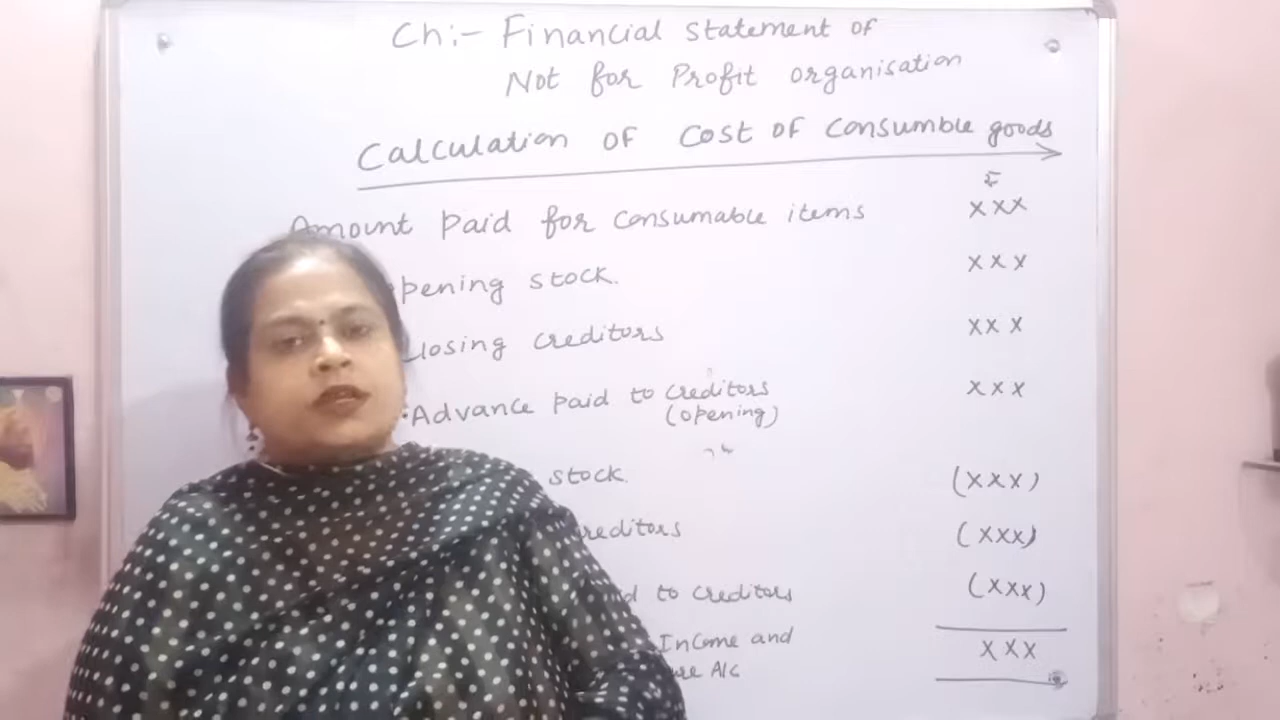 Ch:- Financial statement of
Not for Profit organisation
Calculation of cost of consumble goods
₹
Amount paid for consumable items xxx
pening stock. xxx
losing creditors xxx
Advance paid to creditors xxx
(opening)
stock. (xxx)
reditors (xxx)
d to creditors (xxx)
Income and xxx
ure A/c